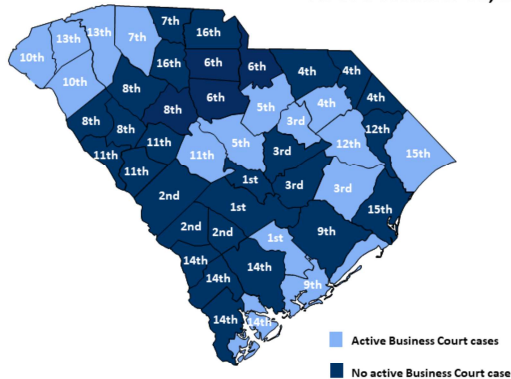 7th
16th
13th
13th
7th
10th
16th
6th
6th
4th
4th
10th
8th
6th
4th
8th
5th
4th
3rd
8th
8th
12th
12th
11th
5th
11th
11th
3rd
15th
11th
1st
3rd
3rd
2nd
1st
15th
2nd
2nd
1st
9th
14th
14th
14th
9th
14th
14th
Active Business Court cases
No active Business Court case